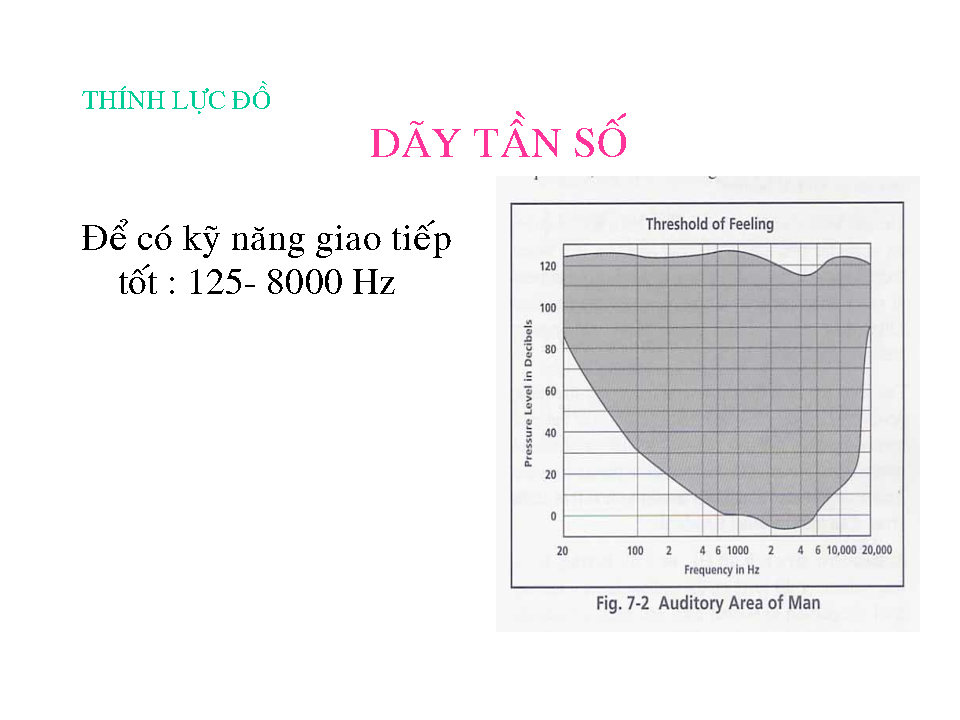 THÍNH LỰC ĐỒ
DÃY TẦN SỐ
Để có kỹ năng giao tiếp
tốt : 125- 8000 Hz
Threshold of Feeling
120
100
80
60
40
20
0
Pressure Level in Decibels
20 100 2 4 6 1000 2 4 6 10,000 20,000
Frequency in Hz
Fig. 7-2 Auditory Area of Man